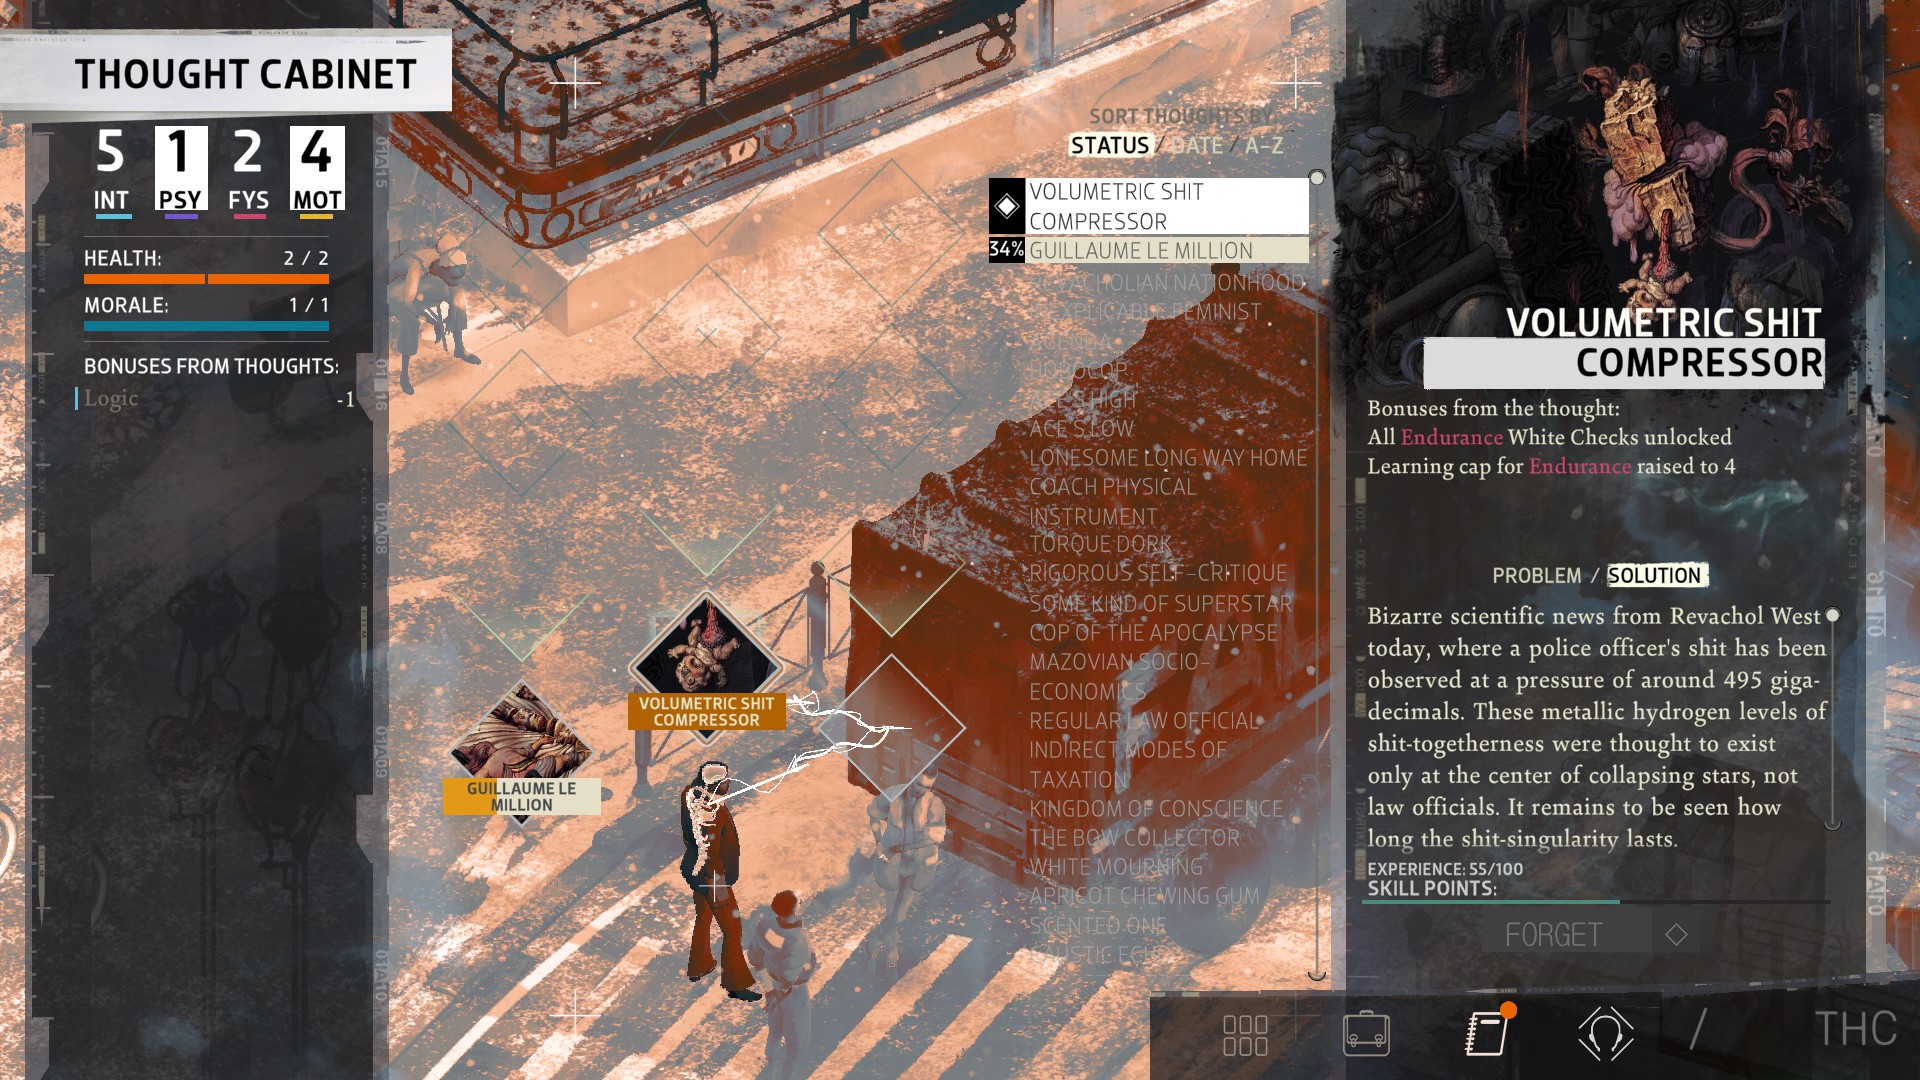 THOUGHT CABINET
5 1 2 4
INT PSY FYS MOT
HEALTH: 2 / 2
MORALE: 1 / 1
BONUSES FROM THOUGHTS:
Logic -1
SORT THOUGHTS BY:
STATUS / DATE / A-Z
VOLUMETRIC SHIT
COMPRESSOR
34% GUILLAUME LE MILLION
NATIONHOOD
FEMINIST
HIGH
ACE'S LOW
LONESOME LONG WAY HOME
COACH PHYSICAL
INSTRUMENT
TORQUE DORK
RIGOROUS SELF-CRITIQUE
SOME KIND OF SUPERSTAR
COP OF THE APOCALYPSE
MAZOVIAN SOCIO-
ECONOMICS
REGULAR LAW OFFICIAL
INDIRECT MODES OF
TAXATION
KINGDOM OF CONSCIENCE
THE BOW COLLECTOR
WHITE MOURNING
APRICOT CHEWING GUM
SCENTED ONE
VOLUMETRIC SHIT
COMPRESSOR
GUILLAUME LE
MILLION
VOLUMETRIC SHIT
COMPRESSOR
Bonuses from the thought:
All Endurance White Checks unlocked
Learning cap for Endurance raised to 4
PROBLEM / SOLUTION
Bizarre scientific news from Revachol West
today, where a police officer's shit has been
observed at a pressure of around 495 giga-
decimals. These metallic hydrogen levels of
shit-togetherness were thought to exist
only at the center of collapsing stars, not
law officials. It remains to be seen how
long the shit-singularity lasts.
EXPERIENCE: 55/100
SKILL POINTS:
FORGET
/ THC